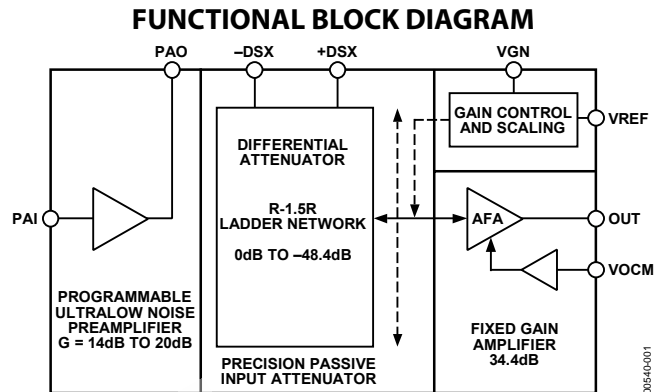 FUNCTIONAL BLOCK DIAGRAM
PAO
–DSX
+DSX
VGN
GAIN CONTROL
AND SCALING
VREF
DIFFERENTIAL
ATTENUATOR
R-1.5R
LADDER NETWORK
0dB TO –48.4dB
PAI
AFA
OUT
VOCM
PROGRAMMABLE
ULTRALOW NOISE
PREAMPLIFIER
G = 14dB TO 20dB
PRECISION PASSIVE
INPUT ATTENUATOR
FIXED GAIN
AMPLIFIER
34.4dB
00540-001